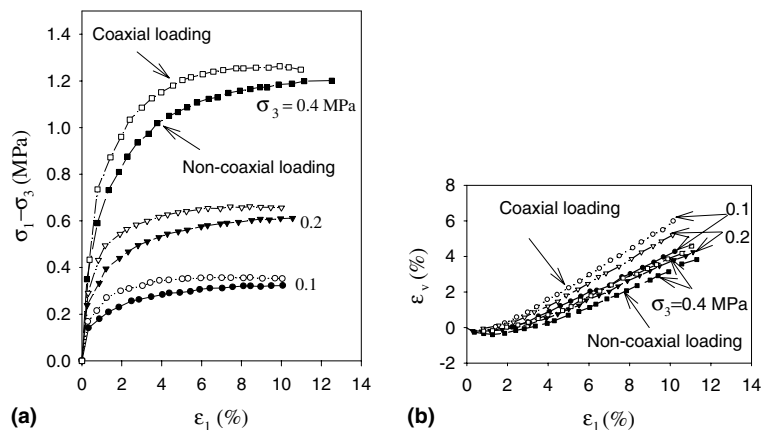 Coaxial loading
σ3 = 0.4 MPa
Non-coaxial loading
0.2
0.1
1.4
1.2
1.0
0.8
0.6
0.4
0.2
0.0
σ1–σ3 (MPa)
0 2 4 6 8 10 12 14
(a)
ε1 (%)
8
6
4
2
0
-2
εv (%)
Coaxial loading
0.1
0.2
σ3=0.4 MPa
Non-coaxial loading
0 2 4 6 8 10 12 14
(b)
ε1 (%)